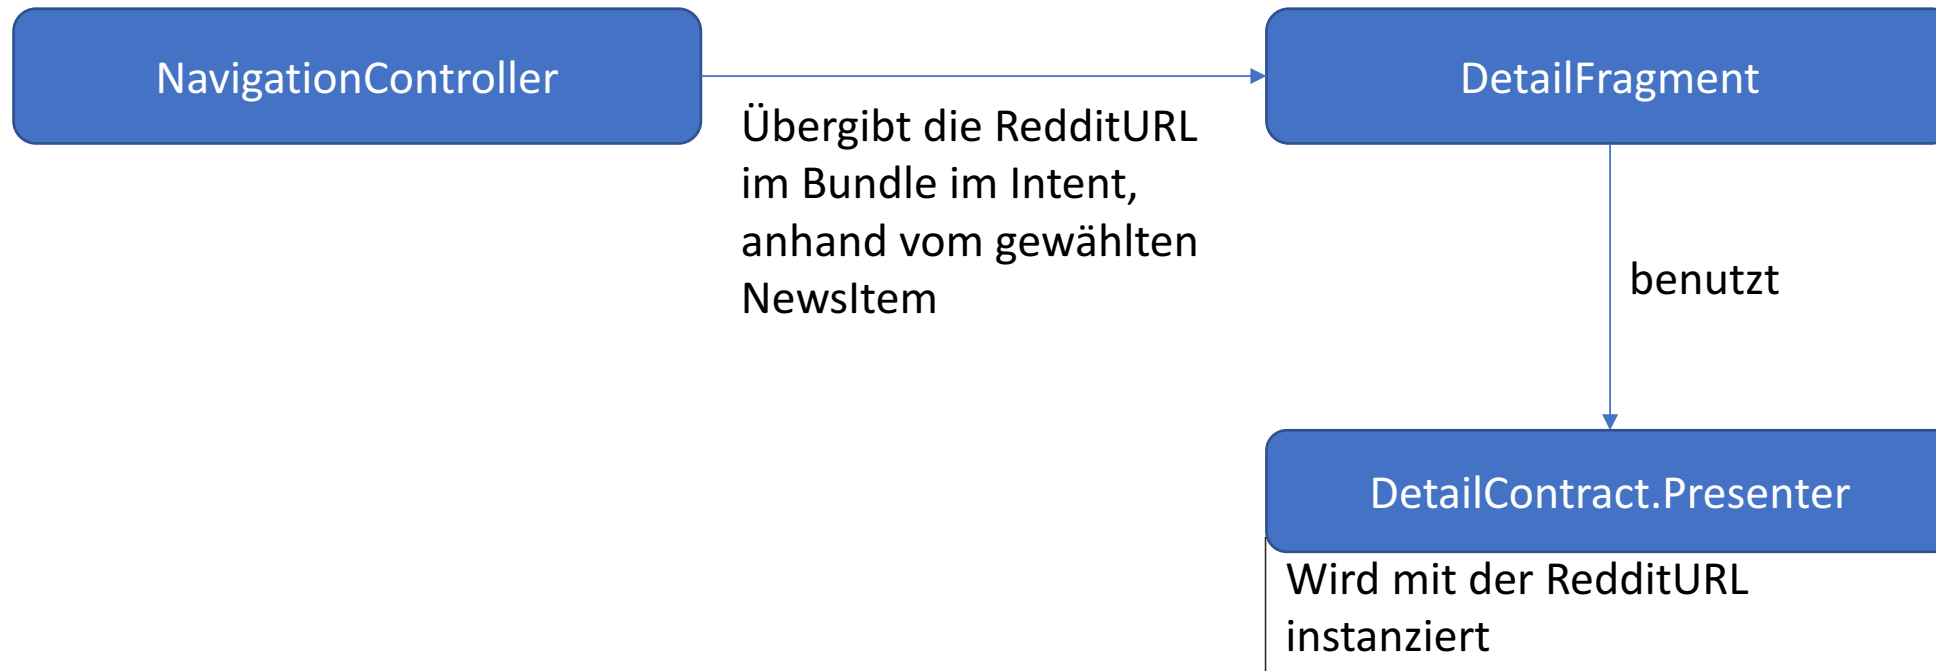 NavigationController
DetailFragment
Übergibt die RedditURL
im Bundle im Intent,
anhand vom gewählten
NewsItem
benutzt
DetailContract.Presenter
Wird mit der RedditURL
instanziert